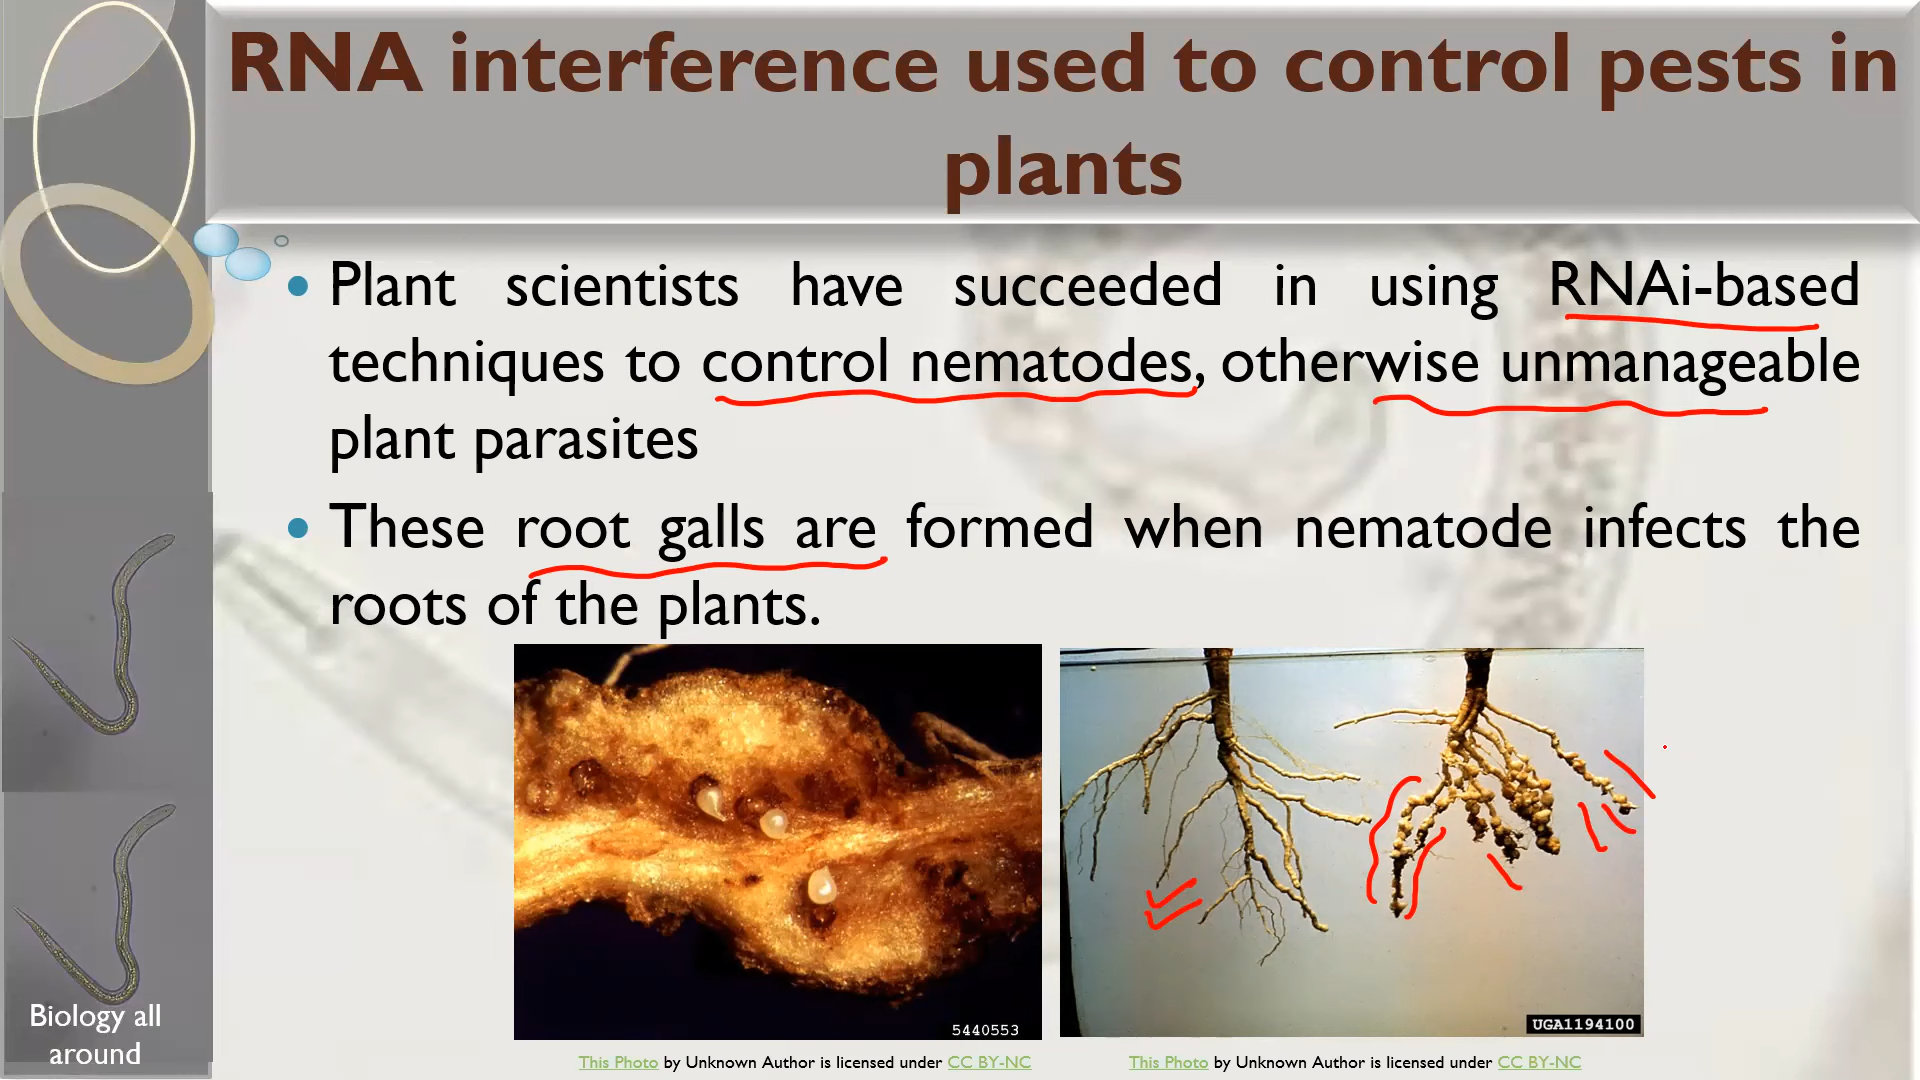 RNA interference used to control pests in
plants
• Plant scientists have succeeded in using RNAi-based
techniques to control nematodes, otherwise unmanageable
plant parasites
• These root galls are formed when nematode infects the
roots of the plants.
5440553
UGA1194100
This Photo by Unknown Author is licensed under CC BY-NC
This Photo by Unknown Author is licensed under CC BY-NC
Biology all
around